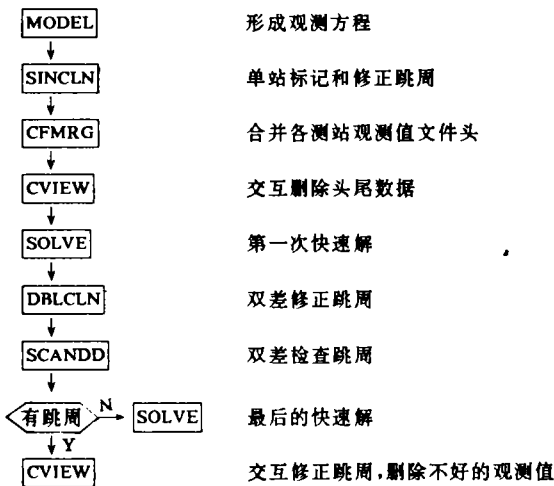 MODEL 形成观测方程
SINCLN 单站标记和修正跳周
CFMRG 合并各测站观测值文件头
CVIEW 交互删除头尾数据
SOLVE 第一次快速解
DBLCLN 双差修正跳周
SCANDD 双差检查跳周
有跳周 N SOLVE 最后的快速解
Y
CVIEW 交互修正跳周,删除不好的观测值